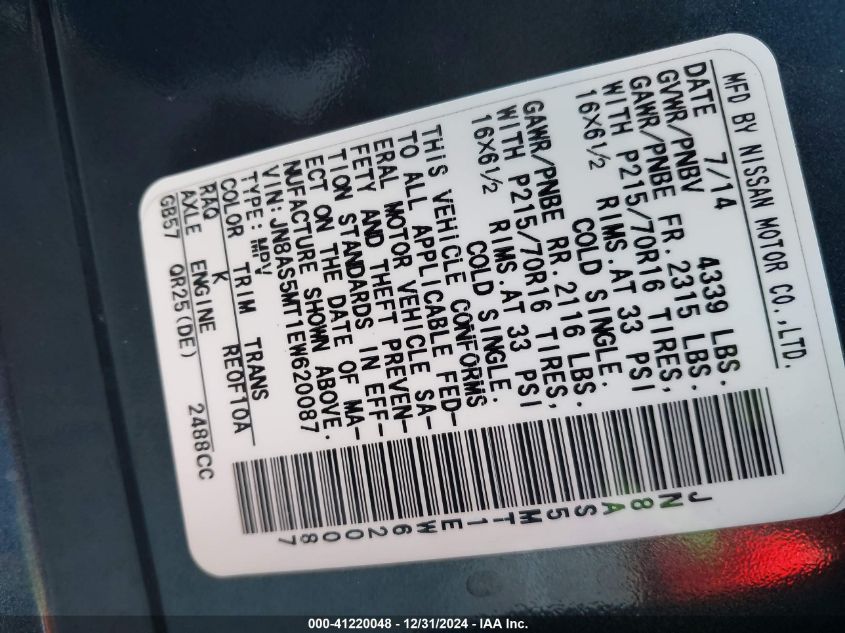 MFD BY NISSAN MOTOR CO.,LTD.
DATE 7/14
GVWR/PNBV 4339 LBS.
GAWR/PNBE FR. 2315 LBS.
WITH P215/70R16 TIRES,
16X6 1/2 RIMS.AT 33 PSI
COLD SINGLE.
GAWR/PNBE RR. 2116 LBS.
WITH P215/70R16 TIRES,
16X6 1/2 RIMS.AT 33 PSI
COLD SINGLE.
THIS VEHICLE CONFORMS
TO ALL APPLICABLE FED-
ERAL MOTOR VEHICLE SA-
FETY AND THEFT PREVEN-
TION STANDARDS IN EFF-
ECT ON THE DATE OF MA-
NUFACTURE SHOWN ABOVE.
VIN:JN8AS5MT1EW620087
TYPE:MPV
COLOR TRIM TRANS
RAQ K RE0F10A
AXLE ENGINE
GB57 QR25(DE) 2488CC
JN8AS5MT1EW620087
000-41220048 - 12/31/2024 - IAA Inc.